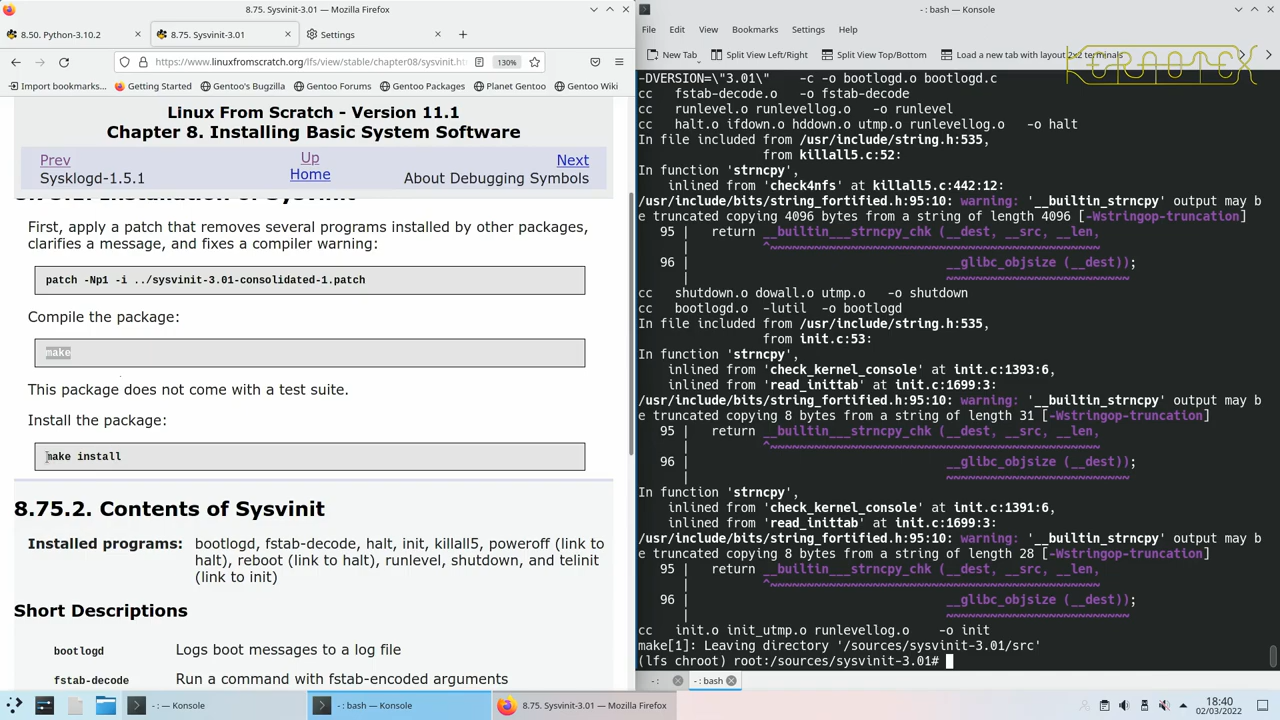 8.75. Sysvinit-3.01 — Mozilla Firefox
8.50. Python-3.10.2
8.75. Sysvinit-3.01
Settings
https://www.linuxfromscratch.org/lfs/view/stable/chapter08/sysvinit.ht
130%
Import bookmarks...
Getting Started
Gentoo's Bugzilla
Gentoo Forums
Gentoo Packages
Planet Gentoo
Gentoo Wiki
Linux From Scratch - Version 11.1
Chapter 8. Installing Basic System Software
Prev
Up
Next
Sysklogd-1.5.1
Home
About Debugging Symbols
First, apply a patch that removes several programs installed by other packages,
clarifies a message, and fixes a compiler warning:
patch -Np1 -i ../sysvinit-3.01-consolidated-1.patch
Compile the package:
make
This package does not come with a test suite.
Install the package:
make install
8.75.2. Contents of Sysvinit
Installed programs: bootlogd, fstab-decode, halt, init, killall5, poweroff (link to
halt), reboot (link to halt), runlevel, shutdown, and telinit
(link to init)
Short Descriptions
bootlogd Logs boot messages to a log file
fstab-decode Run a command with fstab-encoded arguments
- : bash — Konsole
File Edit View Bookmarks Settings Help
New Tab
Split View Left/Right
Split View Top/Bottom
Load a new tab with layout 2x2 terminals
KERNOTEX
-DVERSION=\"3.01\" -c -o bootlogd.o bootlogd.c
cc fstab-decode.o -o fstab-decode
cc runlevel.o runlevellog.o -o runlevel
cc halt.o ifdown.o hddown.o utmp.o runlevellog.o -o halt
In file included from /usr/include/string.h:535,
from killall5.c:52:
In function 'strncpy',
inlined from 'check4nfs' at killall5.c:442:12:
/usr/include/bits/string_fortified.h:95:10: warning: '__builtin_strncpy' output may b
e truncated copying 4096 bytes from a string of length 4096 [-Wstringop-truncation]
95 | return __builtin___strncpy_chk (__dest, __src, __len,
| ^~~~~~~~~~~~~~~~~~~~~~~~~~~~~~~~~~~~~~~~~~
96 | __glibc_objsize (__dest));
| ~~~~~~~~~~~~~~~~~~~~~~~~
cc shutdown.o dowall.o utmp.o -o shutdown
cc bootlogd.o -lutil -o bootlogd
In file included from /usr/include/string.h:535,
from init.c:53:
In function 'strncpy',
inlined from 'check_kernel_console' at init.c:1393:6,
inlined from 'read_inittab' at init.c:1699:3:
/usr/include/bits/string_fortified.h:95:10: warning: '__builtin_strncpy' output may b
e truncated copying 8 bytes from a string of length 31 [-Wstringop-truncation]
95 | return __builtin___strncpy_chk (__dest, __src, __len,
| ^~~~~~~~~~~~~~~~~~~~~~~~~~~~~~~~~~~~~~~~~~
96 | __glibc_objsize (__dest));
| ~~~~~~~~~~~~~~~~~~~~~~~~
In function 'strncpy',
inlined from 'check_kernel_console' at init.c:1391:6,
inlined from 'read_inittab' at init.c:1699:3:
/usr/include/bits/string_fortified.h:95:10: warning: '__builtin_strncpy' output may b
e truncated copying 8 bytes from a string of length 28 [-Wstringop-truncation]
95 | return __builtin___strncpy_chk (__dest, __src, __len,
| ^~~~~~~~~~~~~~~~~~~~~~~~~~~~~~~~~~~~~~~~~~
96 | __glibc_objsize (__dest));
| ~~~~~~~~~~~~~~~~~~~~~~~~
cc init.o init_utmp.o runlevellog.o -o init
make[1]: Leaving directory '/sources/sysvinit-3.01/src'
(lfs chroot) root:/sources/sysvinit-3.01#
- :
- : bash
- : — Konsole
- : bash — Konsole
8.75. Sysvinit-3.01 — Mozilla Firefox
18:40
02/03/2022